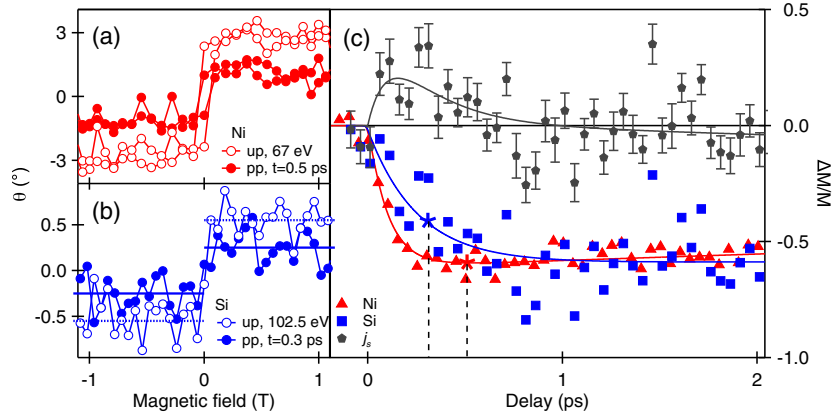 (a)
3
0
-3
Ni
up, 67 eV
pp, t=0.5 ps
θ (°)
(b)
0.5
0.0
-0.5
Si
up, 102.5 eV
pp, t=0.3 ps
-1
0
1
Magnetic field (T)
(c)
0.5
0.0
-0.5
-1.0
ΔM/M
Ni
Si
js
0
1
2
Delay (ps)